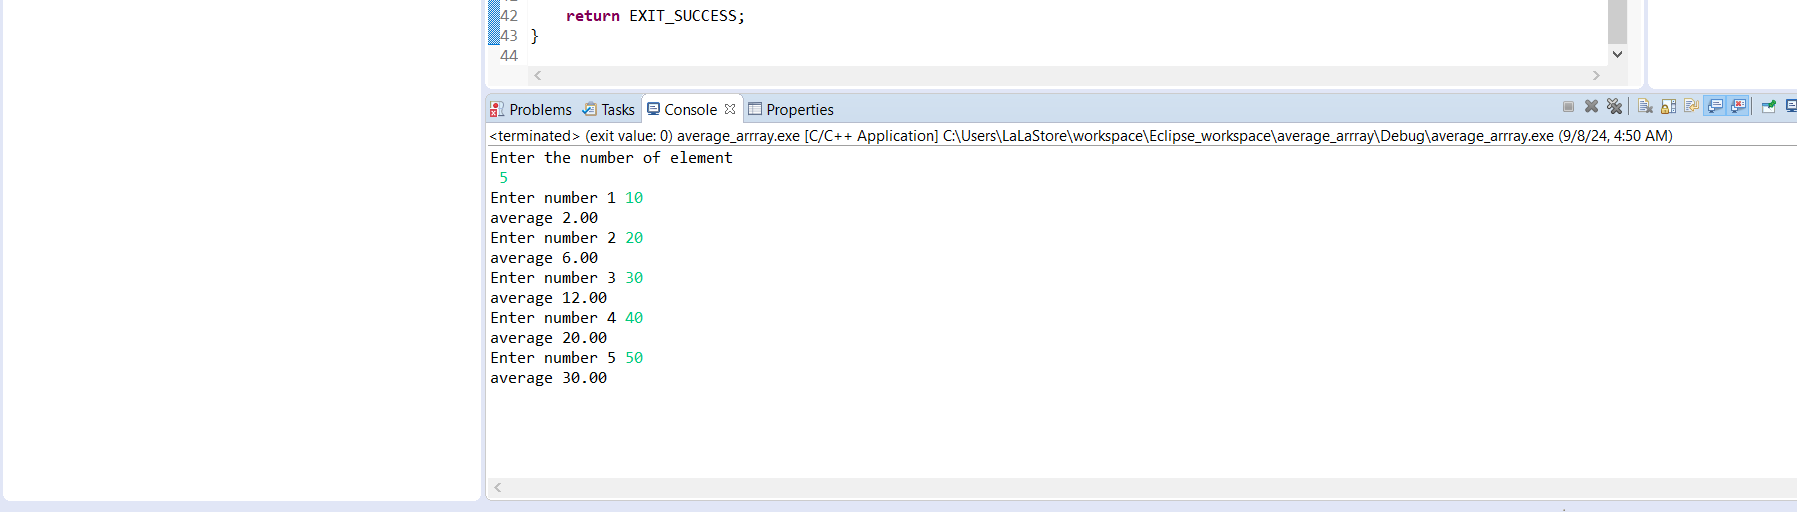 42 return EXIT_SUCCESS;
43 }
44
Problems Tasks Console Properties
<terminated> (exit value: 0) average_arrray.exe [C/C++ Application] C:\Users\LaLaStore\workspace\Eclipse_workspace\average_arrray\Debug\average_arrray.exe (9/8/24, 4:50 AM)
Enter the number of element
5
Enter number 1 10
average 2.00
Enter number 2 20
average 6.00
Enter number 3 30
average 12.00
Enter number 4 40
average 20.00
Enter number 5 50
average 30.00